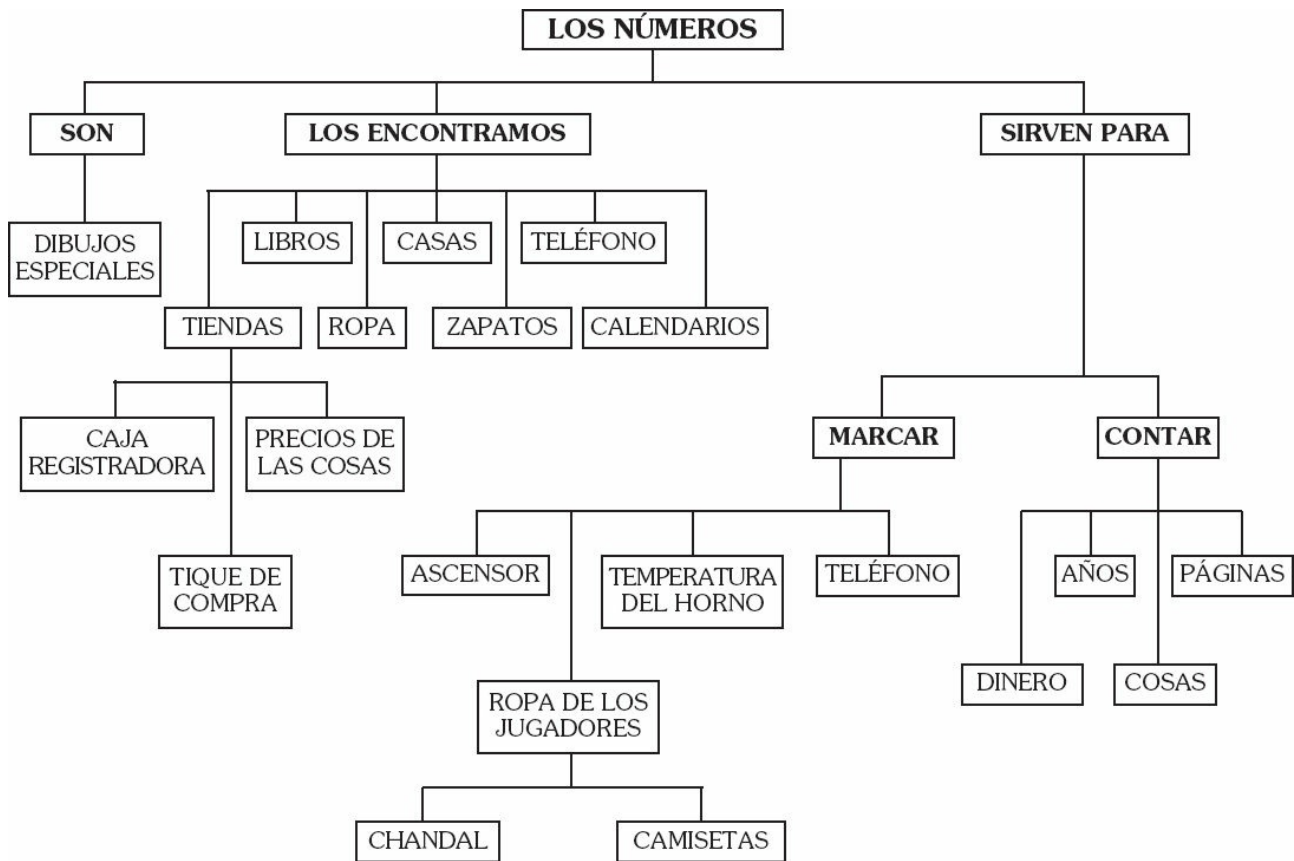 LOS NÚMEROS
SON
LOS ENCONTRAMOS
SIRVEN PARA
DIBUJOS
ESPECIALES
LIBROS
CASAS
TELÉFONO
TIENDAS
ROPA
ZAPATOS
CALENDARIOS
CAJA
REGISTRADORA
PRECIOS DE
LAS COSAS
MARCAR
CONTAR
TIQUE DE
COMPRA
ASCENSOR
TEMPERATURA
DEL HORNO
TELÉFONO
AÑOS
PÁGINAS
DINERO
COSAS
ROPA DE LOS
JUGADORES
CHANDAL
CAMISETAS